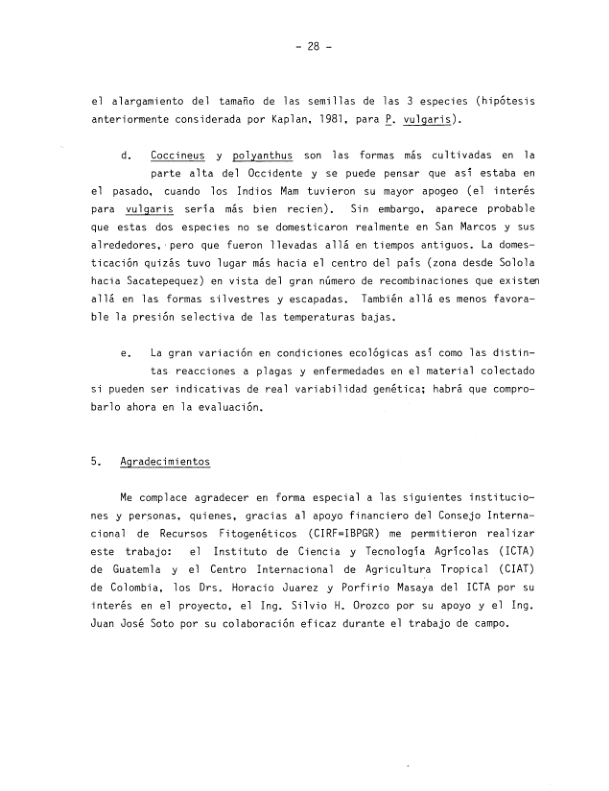 - 28 -
el alargamiento del tamaño de las semillas de las 3 especies (hipótesis
anteriormente considerada por Kaplan, 1981, para P. vulgaris).
d. Coccineus y polyanthus son las formas más cultivadas en la
parte alta del Occidente y se puede pensar que así estaba en
el pasado, cuando los Indios Mam tuvieron su mayor apogeo (el interés
para vulgaris sería más bien recien). Sin embargo, aparece probable
que estas dos especies no se domesticaron realmente en San Marcos y sus
alrededores, pero que fueron llevadas allá en tiempos antiguos. La domes-
ticación quizás tuvo lugar más hacia el centro del país (zona desde Solola
hacia Sacatepequez) en vista del gran número de recombinaciones que existen
allá en las formas silvestres y escapadas. También allá es menos favora-
ble la presión selectiva de las temperaturas bajas.
e. La gran variación en condiciones ecológicas así como las distin-
tas reacciones a plagas y enfermedades en el material colectado
si pueden ser indicativas de real variabilidad genética; habrá que compro-
barlo ahora en la evaluación.
5. Agradecimientos
Me complace agradecer en forma especial a las siguientes institucio-
nes y personas, quienes, gracias al apoyo financiero del Consejo Interna-
cional de Recursos Fitogenéticos (CIRF=IBPGR) me permitieron realizar
este trabajo: el Instituto de Ciencia y Tecnología Agrícolas (ICTA)
de Guatemla y el Centro Internacional de Agricultura Tropical (CIAT)
de Colombia, los Drs. Horacio Juarez y Porfirio Masaya del ICTA por su
interés en el proyecto, el Ing. Silvio H. Orozco por su apoyo y el Ing.
Juan José Soto por su colaboración eficaz durante el trabajo de campo.